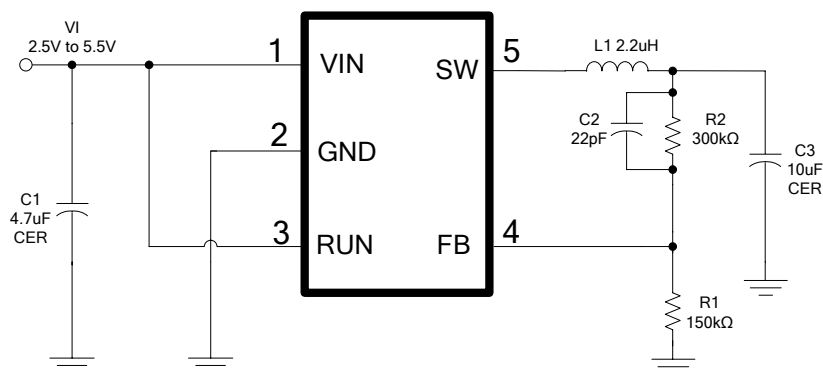 VI
2.5V to 5.5V
1
VIN
2
GND
3
RUN
C1
4.7uF
CER
5
SW
4
FB
L1 2.2uH
C2
22pF
R2
300kΩ
C3
10uF
CER
R1
150kΩ